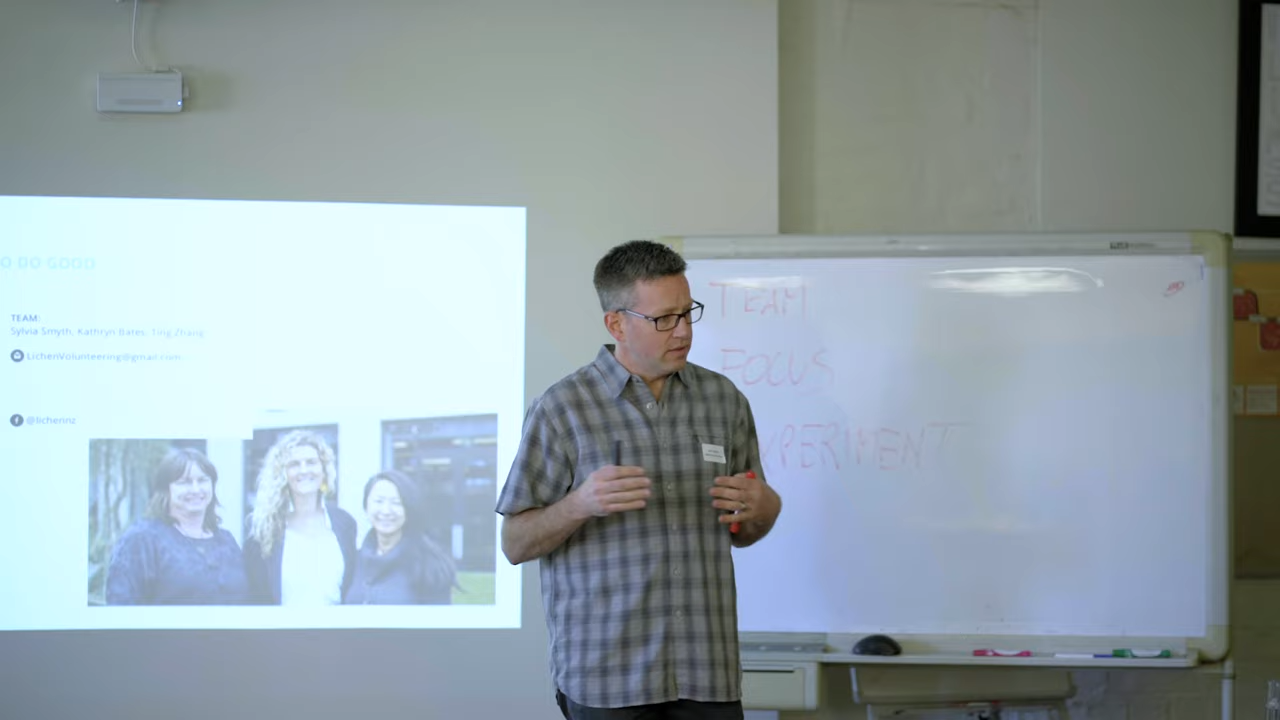 O DO GOOD
TEAM:
Sylvia Smyth, Kathryn Bates, Ting Zhang
LichenVolunteering@gmail.com
@lichennz
TEAM
FOCUS
XPERIMENT